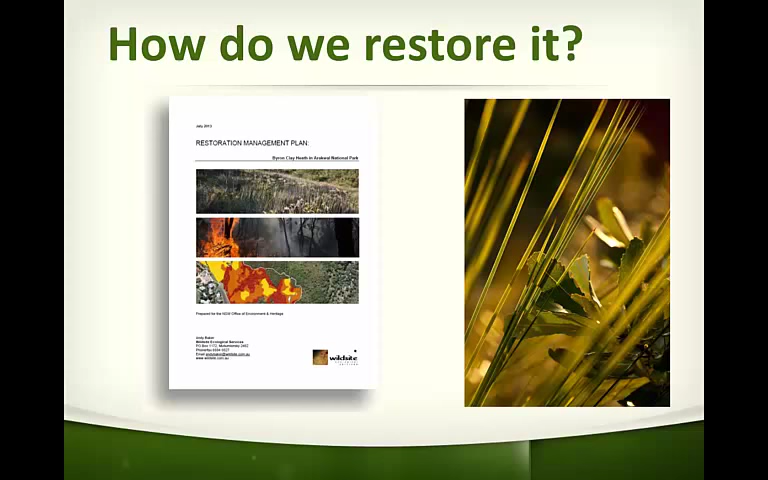 How do we restore it?
July 2013
RESTORATION MANAGEMENT PLAN:
Byron Clay Heath in Arakwal National Park
Prepared for the NSW Office of Environment & Heritage
Andy Baker
Wildsite Ecological Services
wildsite